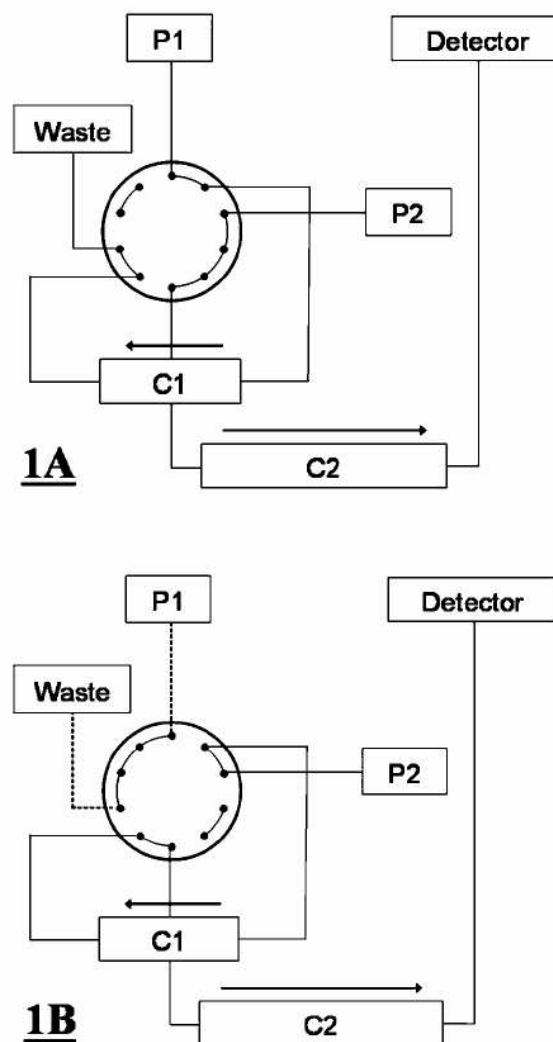 P1
Detector
Waste
P2
C1
1A
C2
P1
Detector
Waste
P2
C1
1B
C2